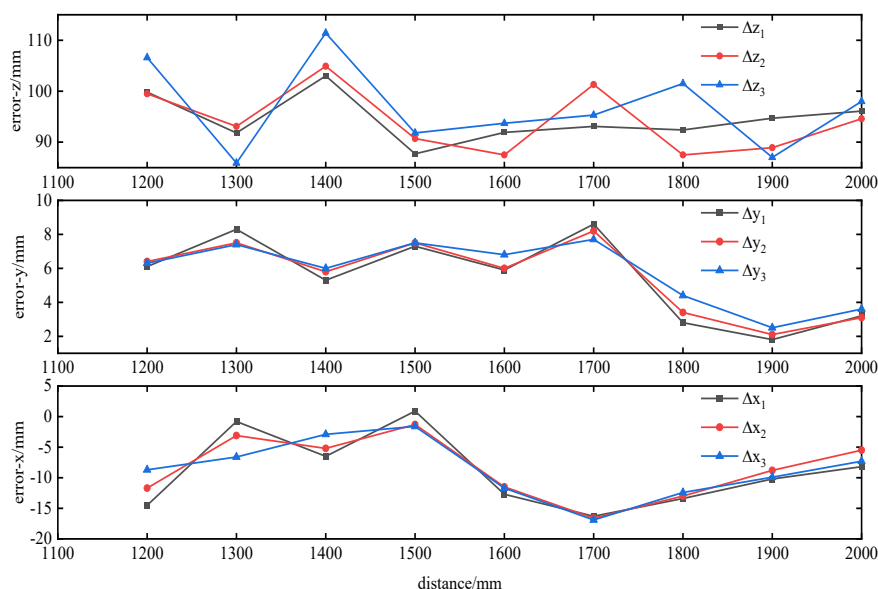 error-z/mm
110
100
90
Δz₁
Δz₂
Δz₃
1100 1200 1300 1400 1500 1600 1700 1800 1900 2000
error-y/mm
10
8
6
4
2
Δy₁
Δy₂
Δy₃
1100 1200 1300 1400 1500 1600 1700 1800 1900 2000
error-x/mm
5
0
-5
-10
-15
-20
Δx₁
Δx₂
Δx₃
1100 1200 1300 1400 1500 1600 1700 1800 1900 2000
distance/mm